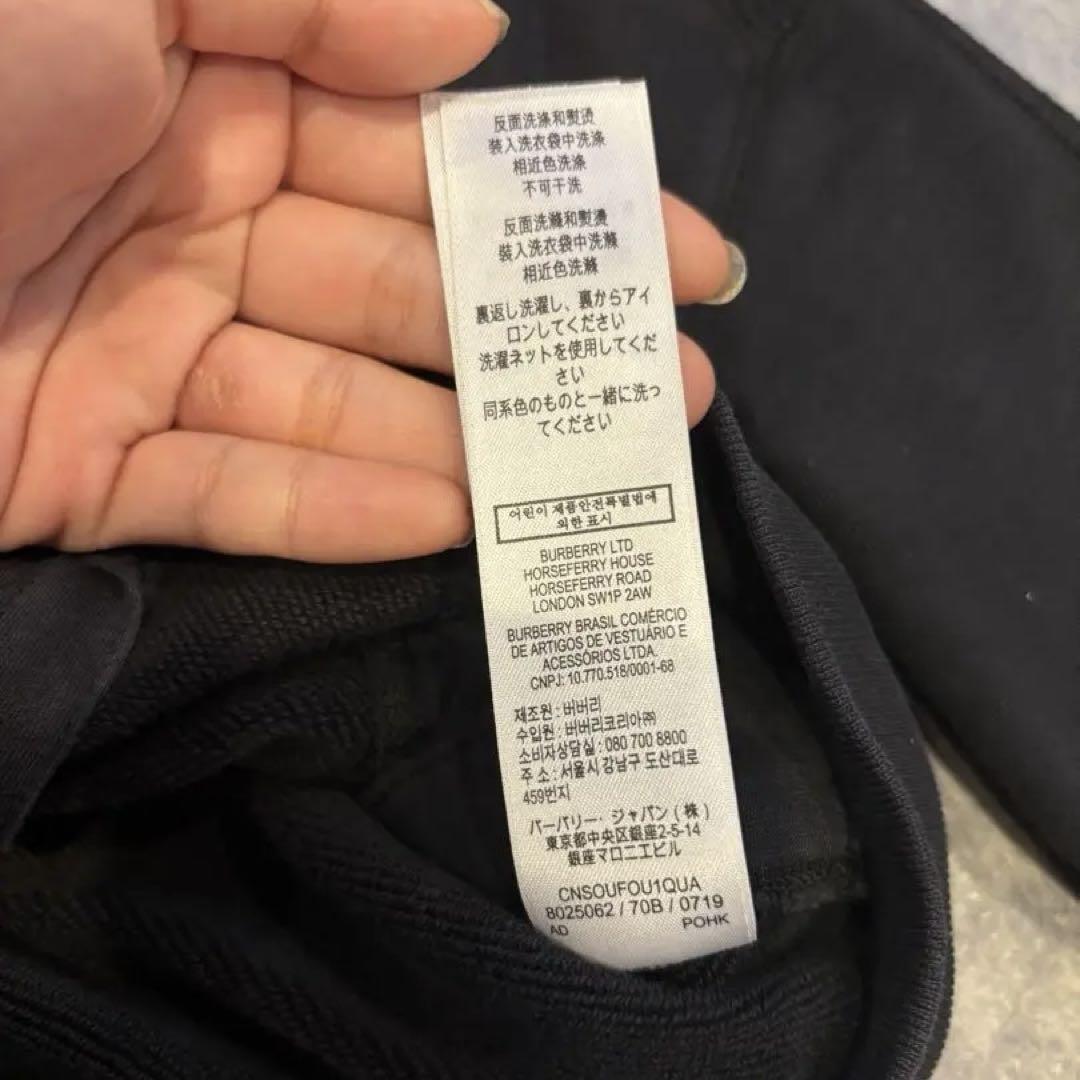 反面洗涤和熨烫
装入洗衣袋中洗涤
相近色洗涤
不可干洗
反面洗滌和熨燙
裝入洗衣袋中洗滌
相近色洗滌
裏返し洗濯し、裏からアイ
ロンしてください
洗濯ネットを使用してくだ
さい
同系色のものと一緒に洗っ
てください
어린이 제품안전특별법에
의한 표시
BURBERRY LTD
HORSEFERRY HOUSE
HORSEFERRY ROAD
LONDON SW1P 2AW
BURBERRY BRASIL COMÉRCIO
DE ARTIGOS DE VESTUÁRIO E
ACESSÓRIOS LTDA.
CNPJ: 10.770.518/0001-68
제조원 : 버버리
수입원 : 버버리코리아㈜
소비자상담실 : 080 700 8800
주 소 : 서울시 강남구 도산대로
459번지
バーバリー・ジャパン ( 株 )
東京都中央区銀座2-5-14
銀座マロニエビル
CNSOUFOU1QUA
8025062 / 70B / 0719
AD POHK